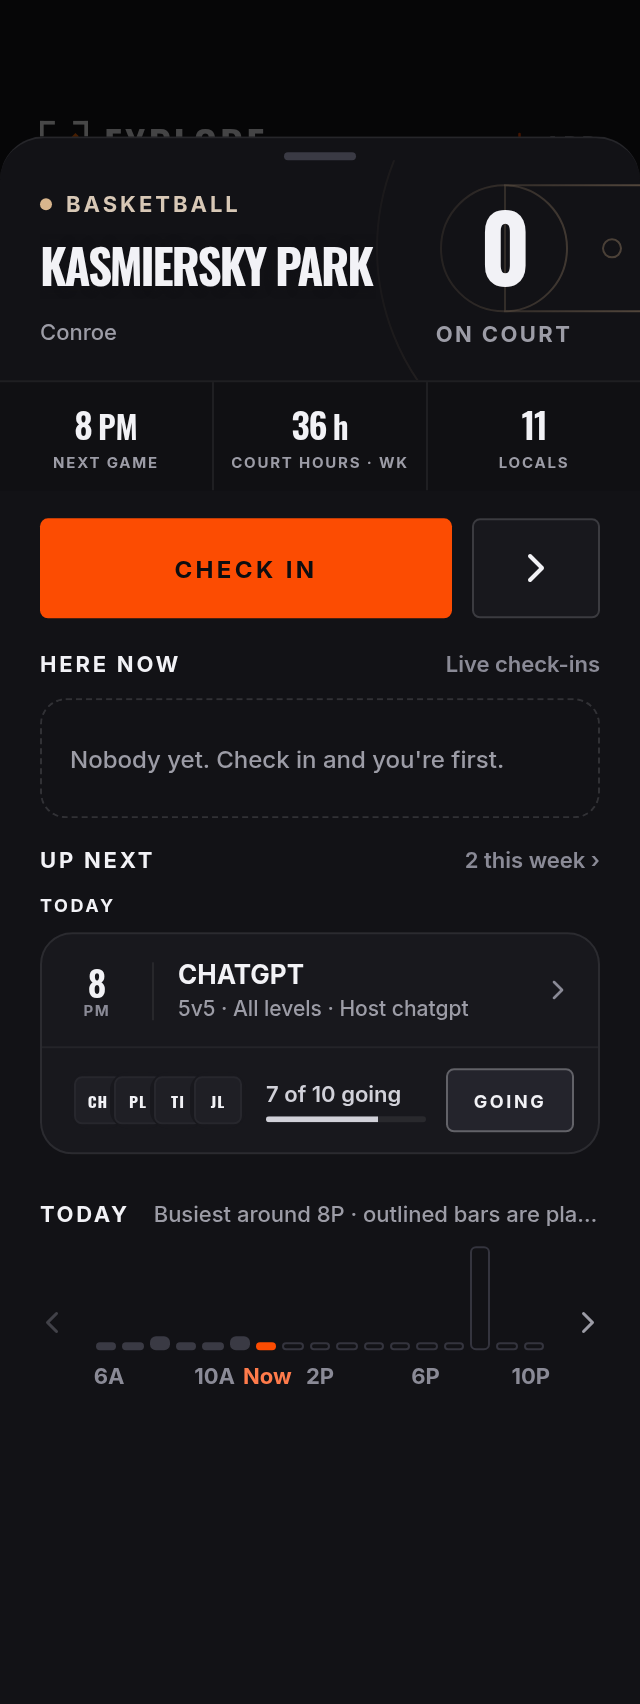 EXPLORE
BASKETBALL
KASMIERSKY PARK
Conroe
0
ON COURT
8 PM
NEXT GAME
36 h
COURT HOURS · WK
11
LOCALS
CHECK IN
HERE NOW
Live check-ins
Nobody yet. Check in and you're first.
UP NEXT
2 this week ›
TODAY
8
PM
CHATGPT
5v5 · All levels · Host chatgpt
CH PL TI JL
7 of 10 going
GOING
TODAY Busiest around 8P · outlined bars are pla...
6A 10A Now 2P 6P 10P